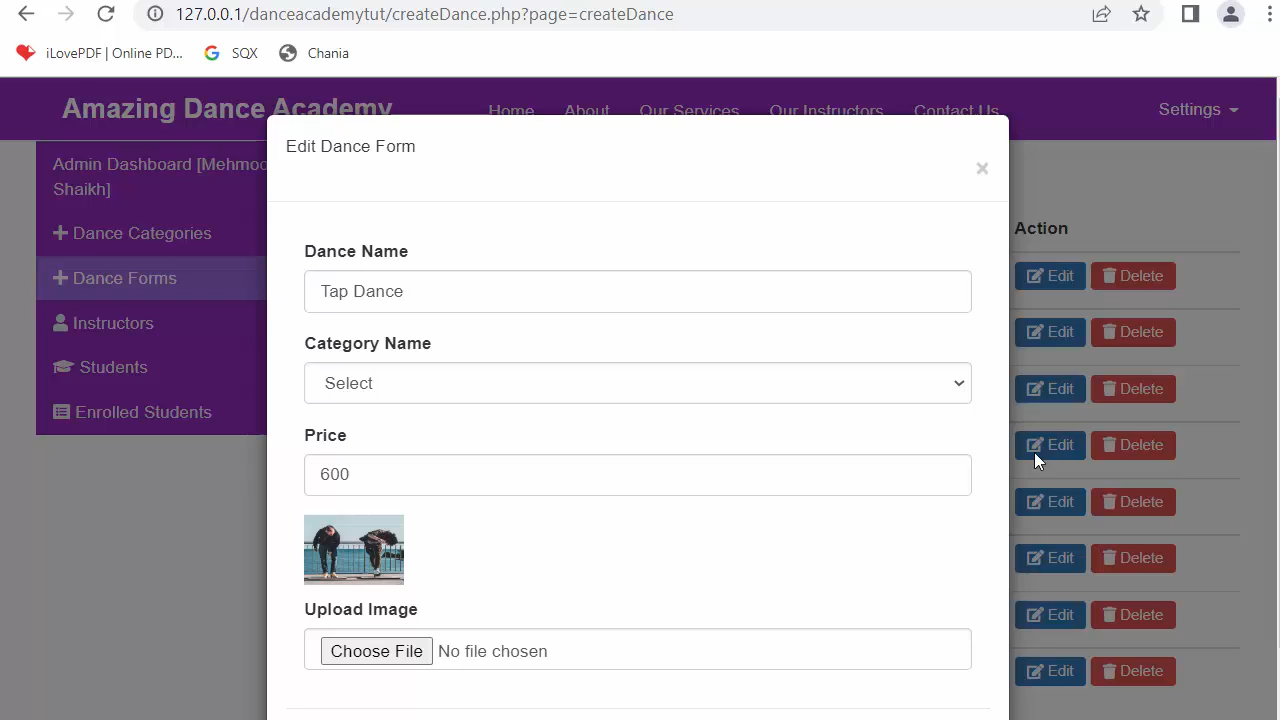 127.0.0.1/danceacademytut/createDance.php?page=createDance
iLovePDF | Online PD...
SQX
Chania
Amazing Dance Academy
Home
About
Our Services
Our Instructors
Contact Us
Settings
Admin Dashboard [Mehmoo
Shaikh]
Dance Categories
Dance Forms
Instructors
Students
Enrolled Students
Edit Dance Form
×
Dance Name
Tap Dance
Category Name
Select
Price
600
Upload Image
Choose File No file chosen
Action
Edit Delete
Edit Delete
Edit Delete
Edit Delete
Edit Delete
Edit Delete
Edit Delete
Edit Delete